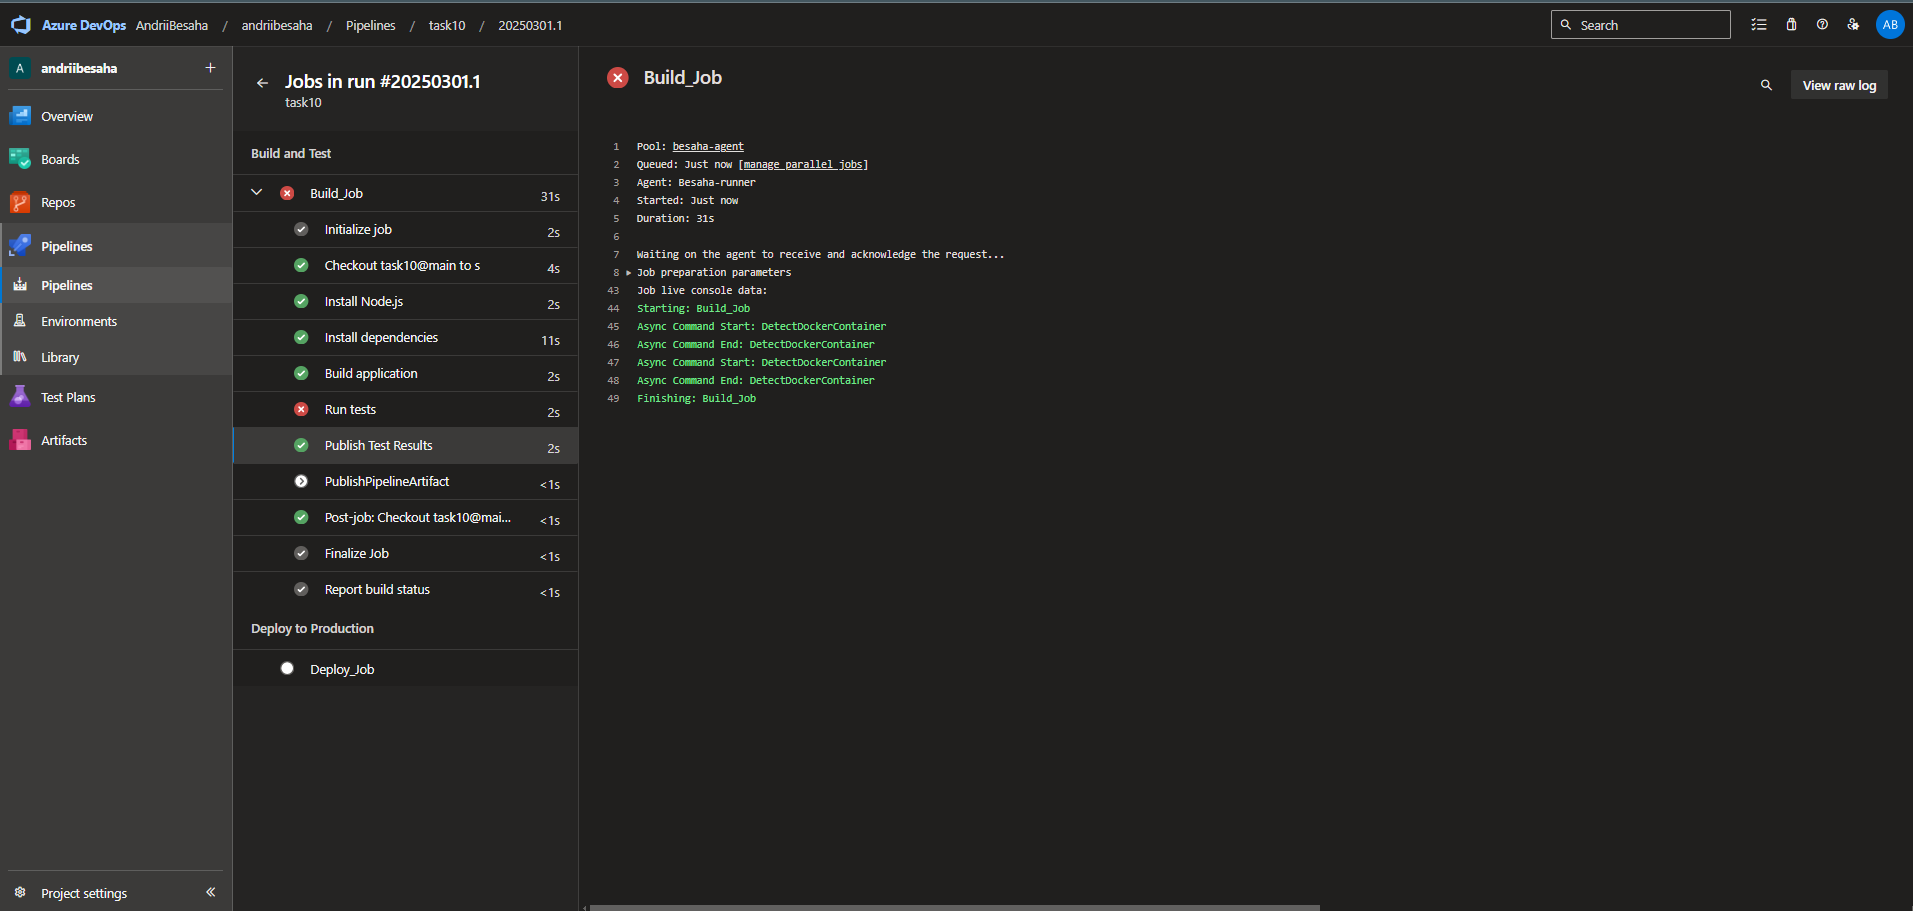 Azure DevOps AndriiBesaha / andriibesaha / Pipelines / task10 / 20250301.1
Search
AB
A andriibesaha +
Overview
Boards
Repos
Pipelines
Pipelines
Environments
Library
Test Plans
Artifacts
Project settings
Jobs in run #20250301.1
task10
Build and Test
Build_Job 31s
Initialize job 2s
Checkout task10@main to s 4s
Install Node.js 2s
Install dependencies 11s
Build application 2s
Run tests 2s
Publish Test Results 2s
PublishPipelineArtifact <1s
Post-job: Checkout task10@mai... <1s
Finalize Job <1s
Report build status <1s
Deploy to Production
Deploy_Job
Build_Job
View raw log
1 Pool: besaha-agent
2 Queued: Just now [manage parallel jobs]
3 Agent: Besaha-runner
4 Started: Just now
5 Duration: 31s
6
7 Waiting on the agent to receive and acknowledge the request...
8 Job preparation parameters
43 Job live console data:
44 Starting: Build_Job
45 Async Command Start: DetectDockerContainer
46 Async Command End: DetectDockerContainer
47 Async Command Start: DetectDockerContainer
48 Async Command End: DetectDockerContainer
49 Finishing: Build_Job